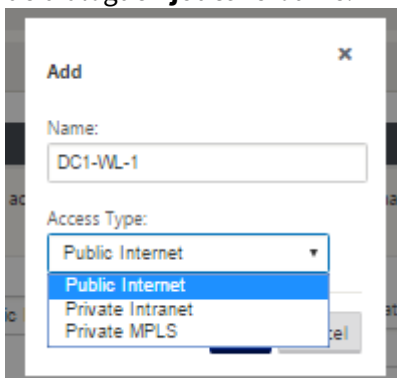 Add
×
Name:
DC1-WL-1
Access Type:
Public Internet
Public Internet
Private Intranet
Private MPLS